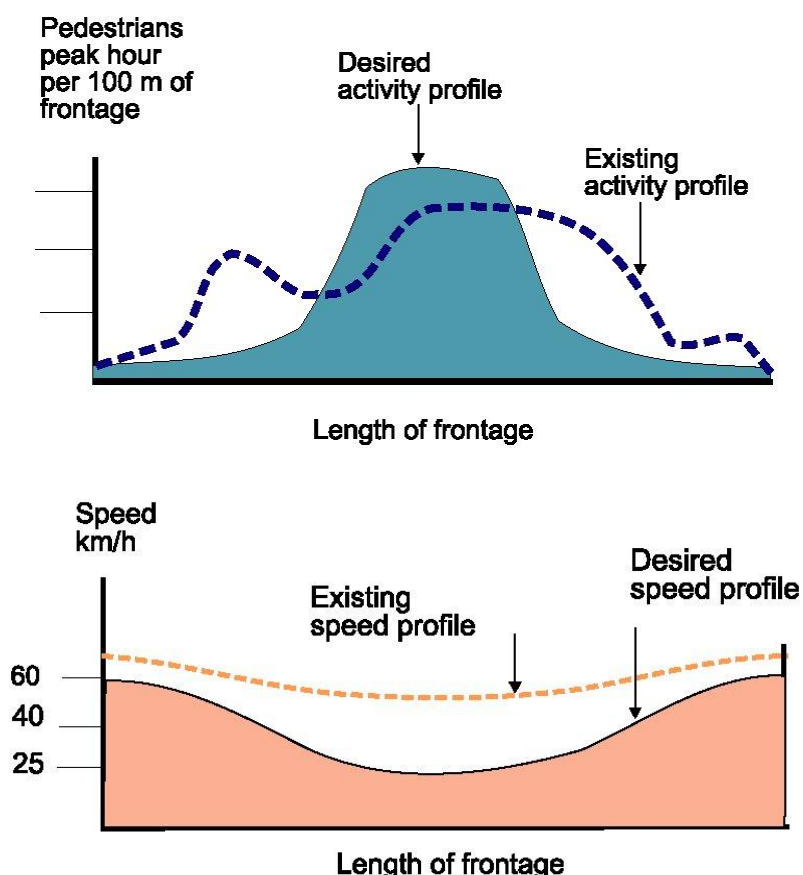 Pedestrians
peak hour
per 100 m of
frontage
Desired
activity profile
Existing
activity profile
Length of frontage
Speed
km/h
Existing
speed profile
Desired
speed profile
60
40
25
Length of frontage